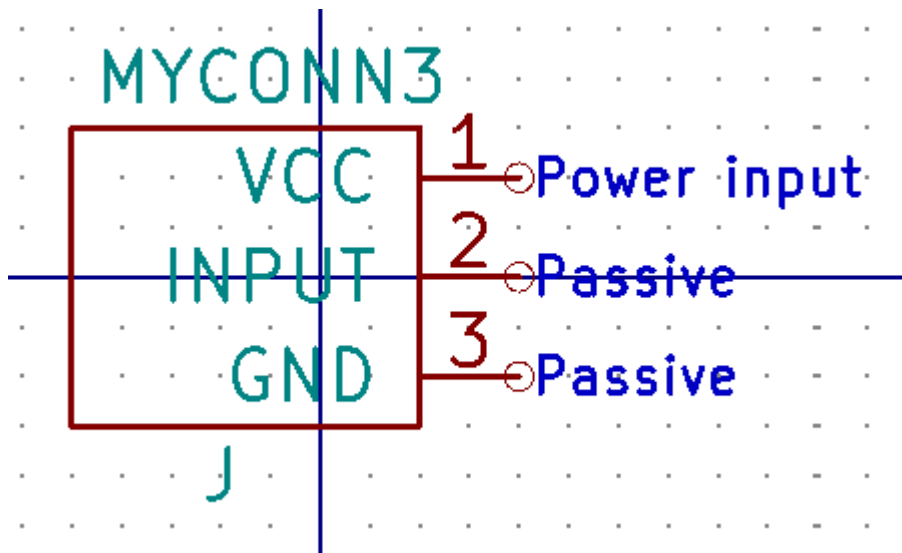 MYCONN3
VCC 1 Power input
INPUT 2 Passive
GND 3 Passive
J